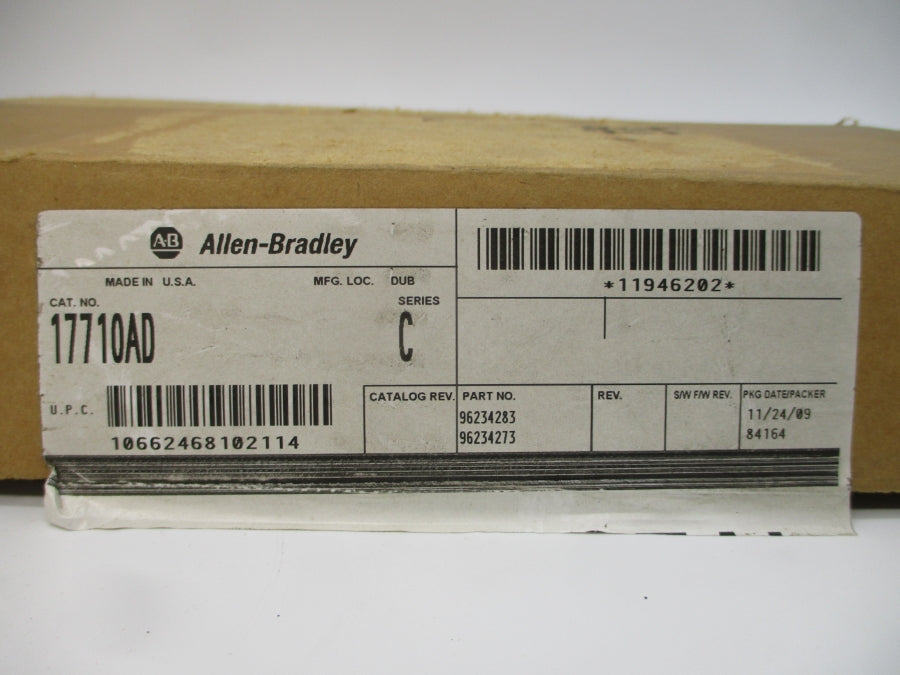 A·B Allen-Bradley
MADE IN U.S.A. MFG. LOC. DUB
CAT. NO. SERIES
17710AD C
U.P.C.
10662468102114
*11946202*
CATALOG REV. PART NO. REV. S/W F/W REV. PKG DATE/PACKER
96234283 11/24/09
96234273 84164